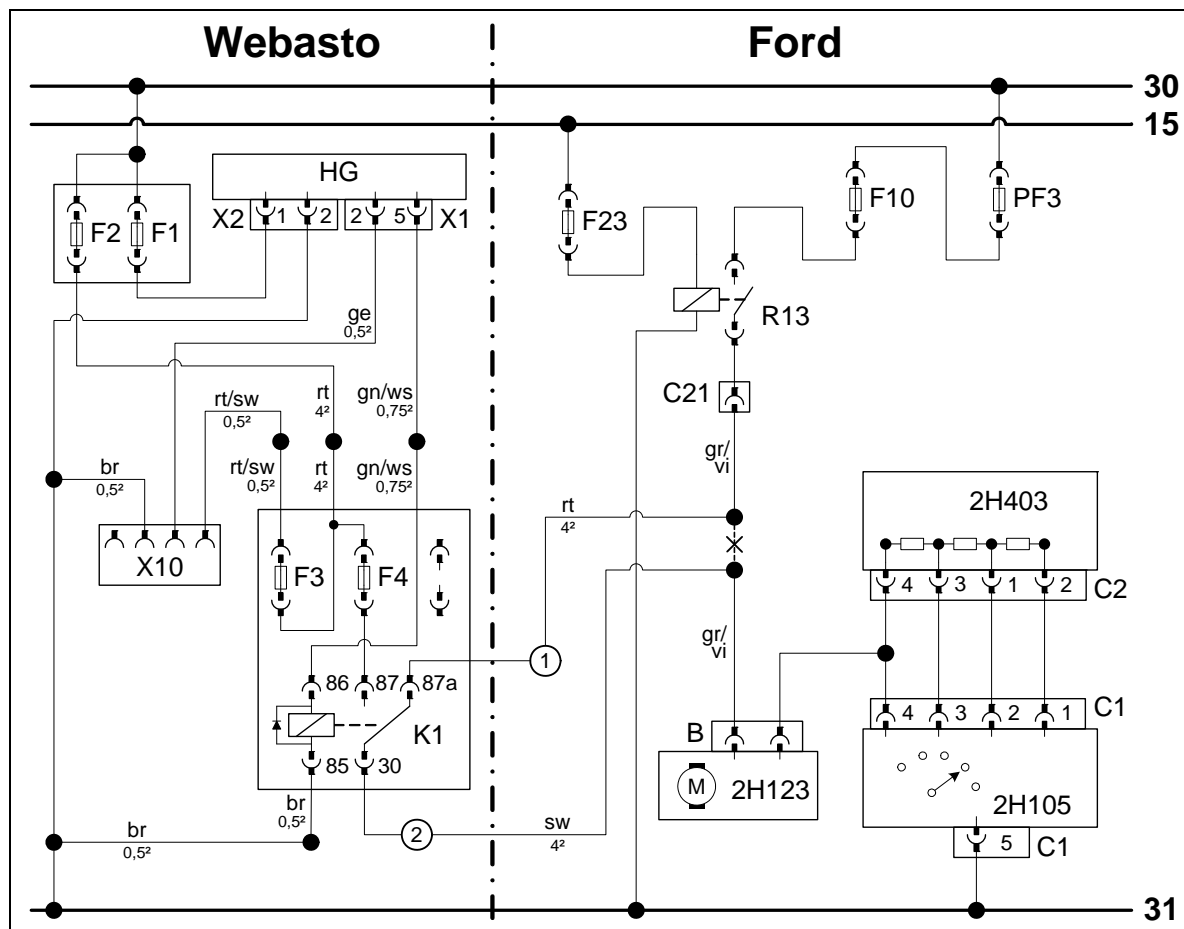 Webasto Ford
30
15
HG
F2 F1 X2 1 2 2 5 X1
F23 F10 PF3
R13
ge
0,5²
rt/sw
0,5²
rt
4²
gn/ws
0,75²
C21
rt/sw
0,5²
rt
4²
gn/ws
0,75²
gr/
vi
br
0,5²
X10
rt
4²
2H403
F3 F4
4 3 1 2 C2
gr/
vi
1
86 87 87a
4 3 2 1 C1
K1
B
85 30
M 2H123
2H105
br
0,5²
br
0,5²
2
sw
4²
5 C1
31